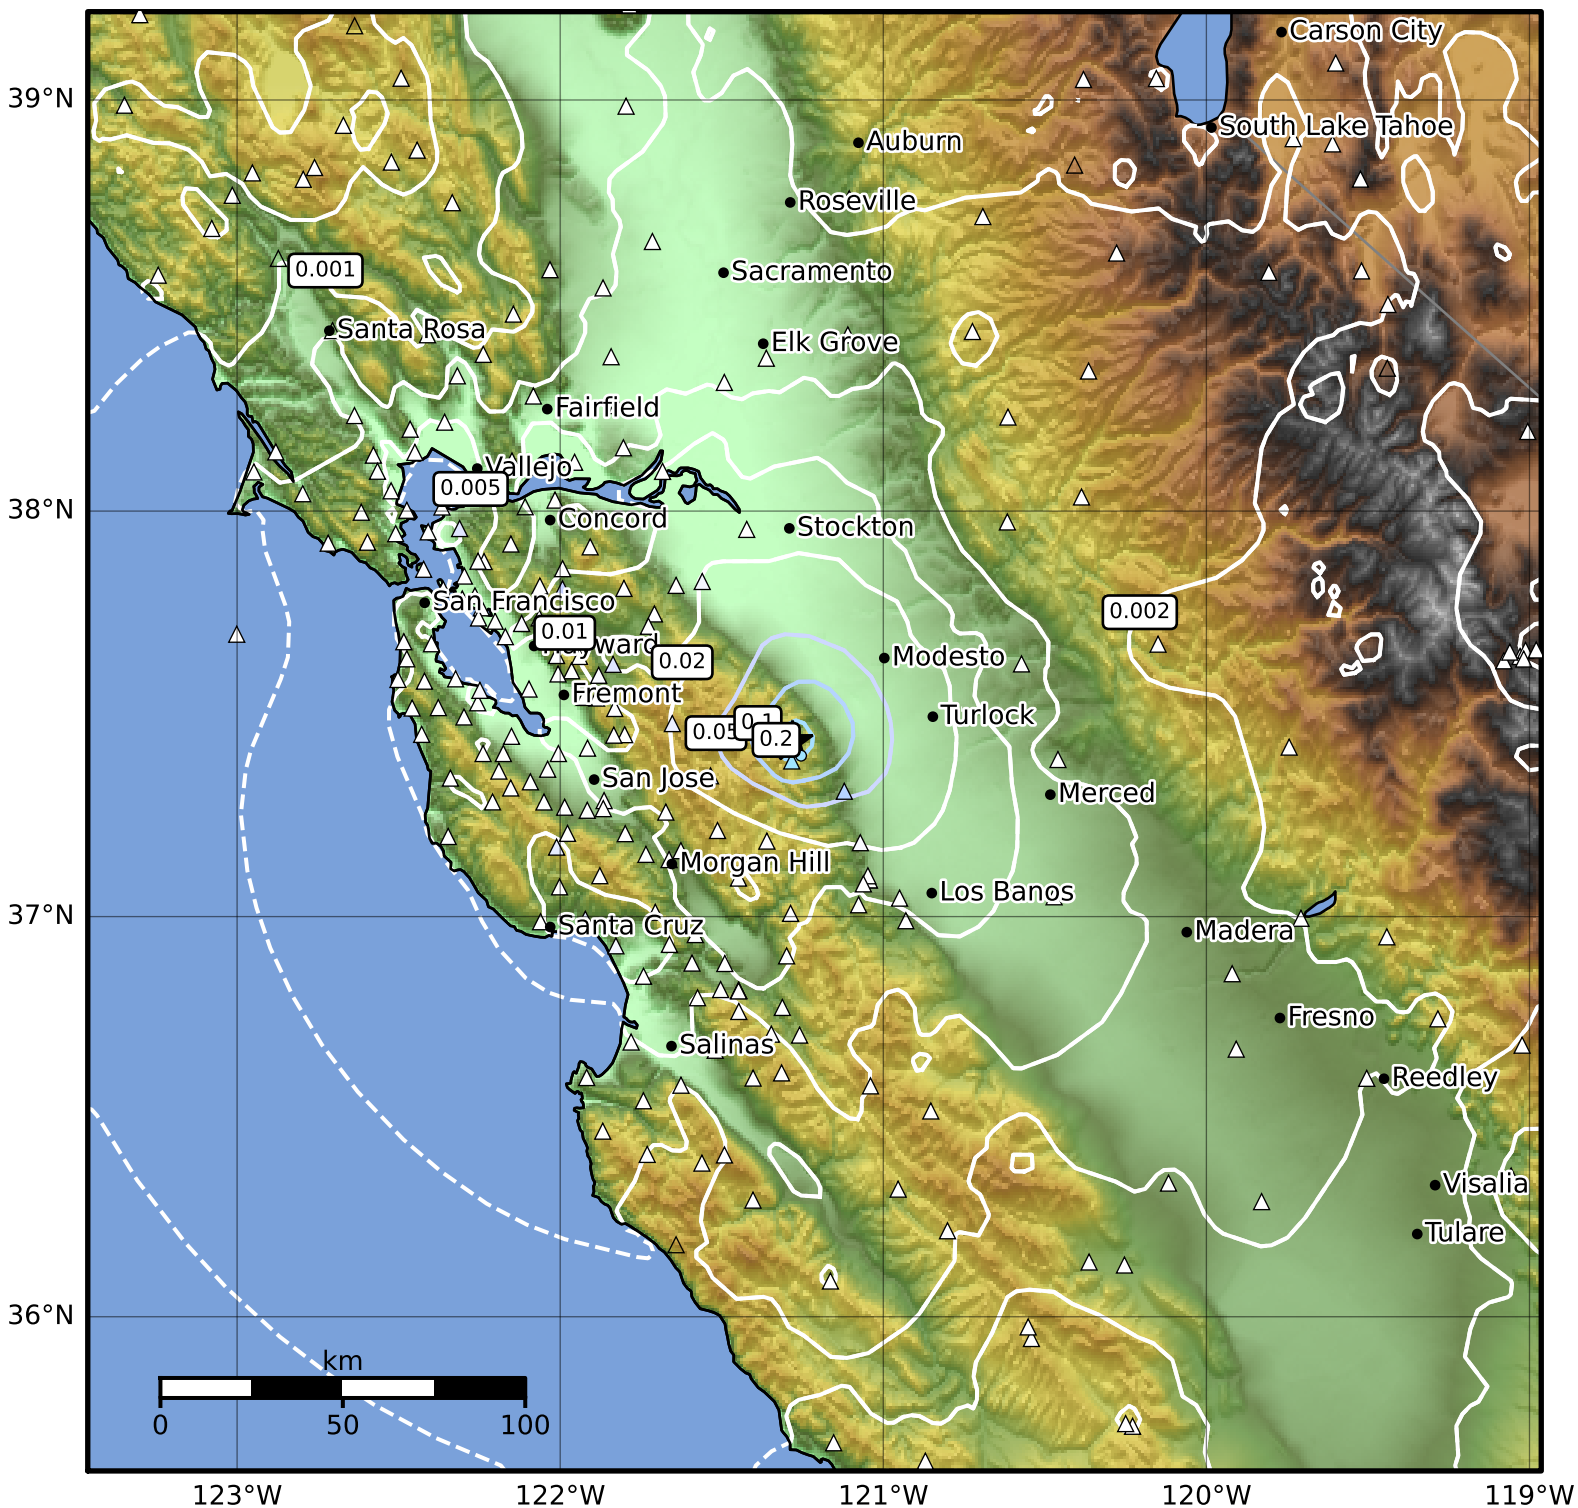 Carson City
39°N
South Lake Tahoe
Auburn
Roseville
0.001
Sacramento
Santa Rosa
Elk Grove
Fairfield
Vallejo
0.005
38°N
Concord
Stockton
San Francisco
0.002
0.01
Modesto
0.02
Fremont
Turlock
0.2
San Jose
Merced
Morgan Hill
Los Banos
37°N
Santa Cruz
Madera
Fresno
Salinas
Reedley
Visalia
Tulare
36°N
km
0 50 100
123°W 122°W 121°W 120°W 119°W